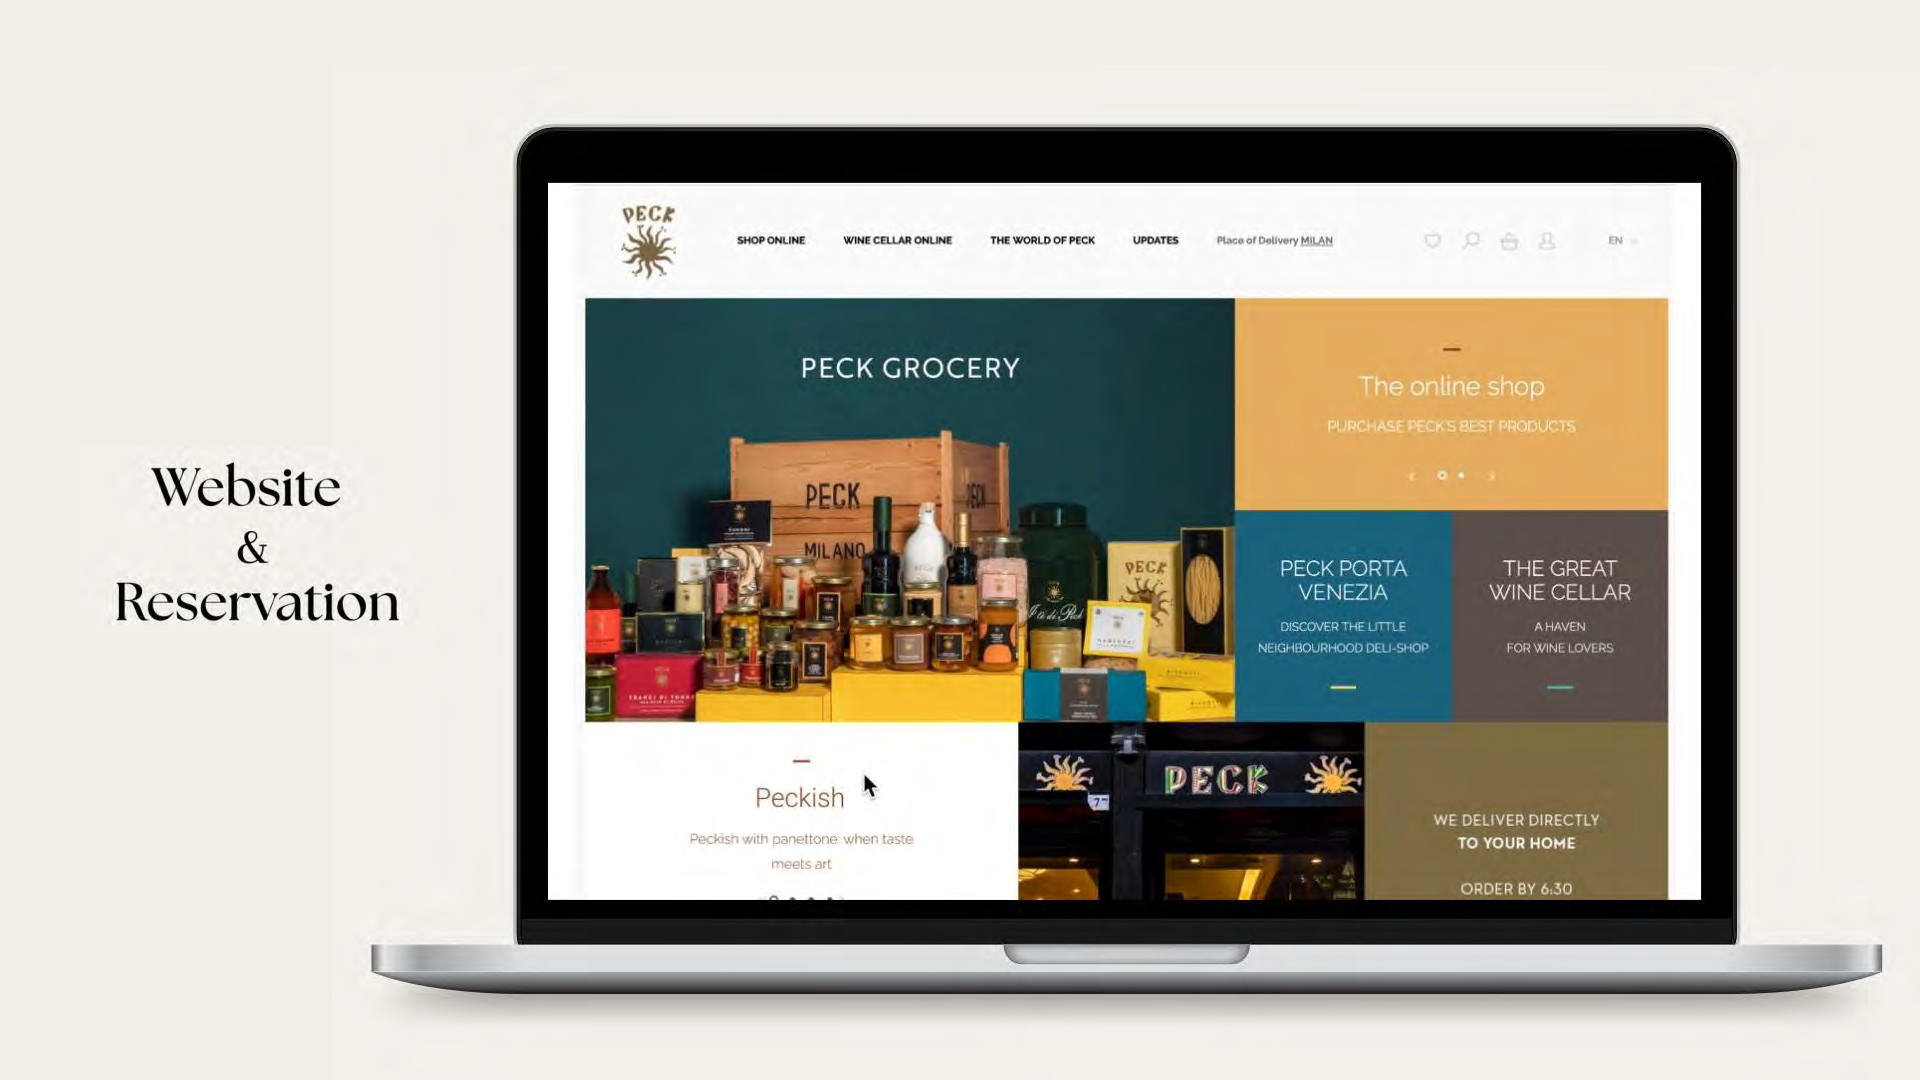 Website
&
Reservation
PECK
SHOP ONLINE
WINE CELLAR ONLINE
THE WORLD OF PECK
UPDATES
Place of Delivery MILAN
EN
PECK GROCERY
PECK
PECK
MILANO
PECK
The online shop
PURCHASE PECK'S BEST PRODUCTS
PECK PORTA
VENEZIA
DISCOVER THE LITTLE
NEIGHBOURHOOD DELI-SHOP
THE GREAT
WINE CELLAR
A HAVEN
FOR WINE LOVERS
Peckish
Peckish with panettone: when taste
meets art
PECK
77
WE DELIVER DIRECTLY
TO YOUR HOME
ORDER BY 6:30